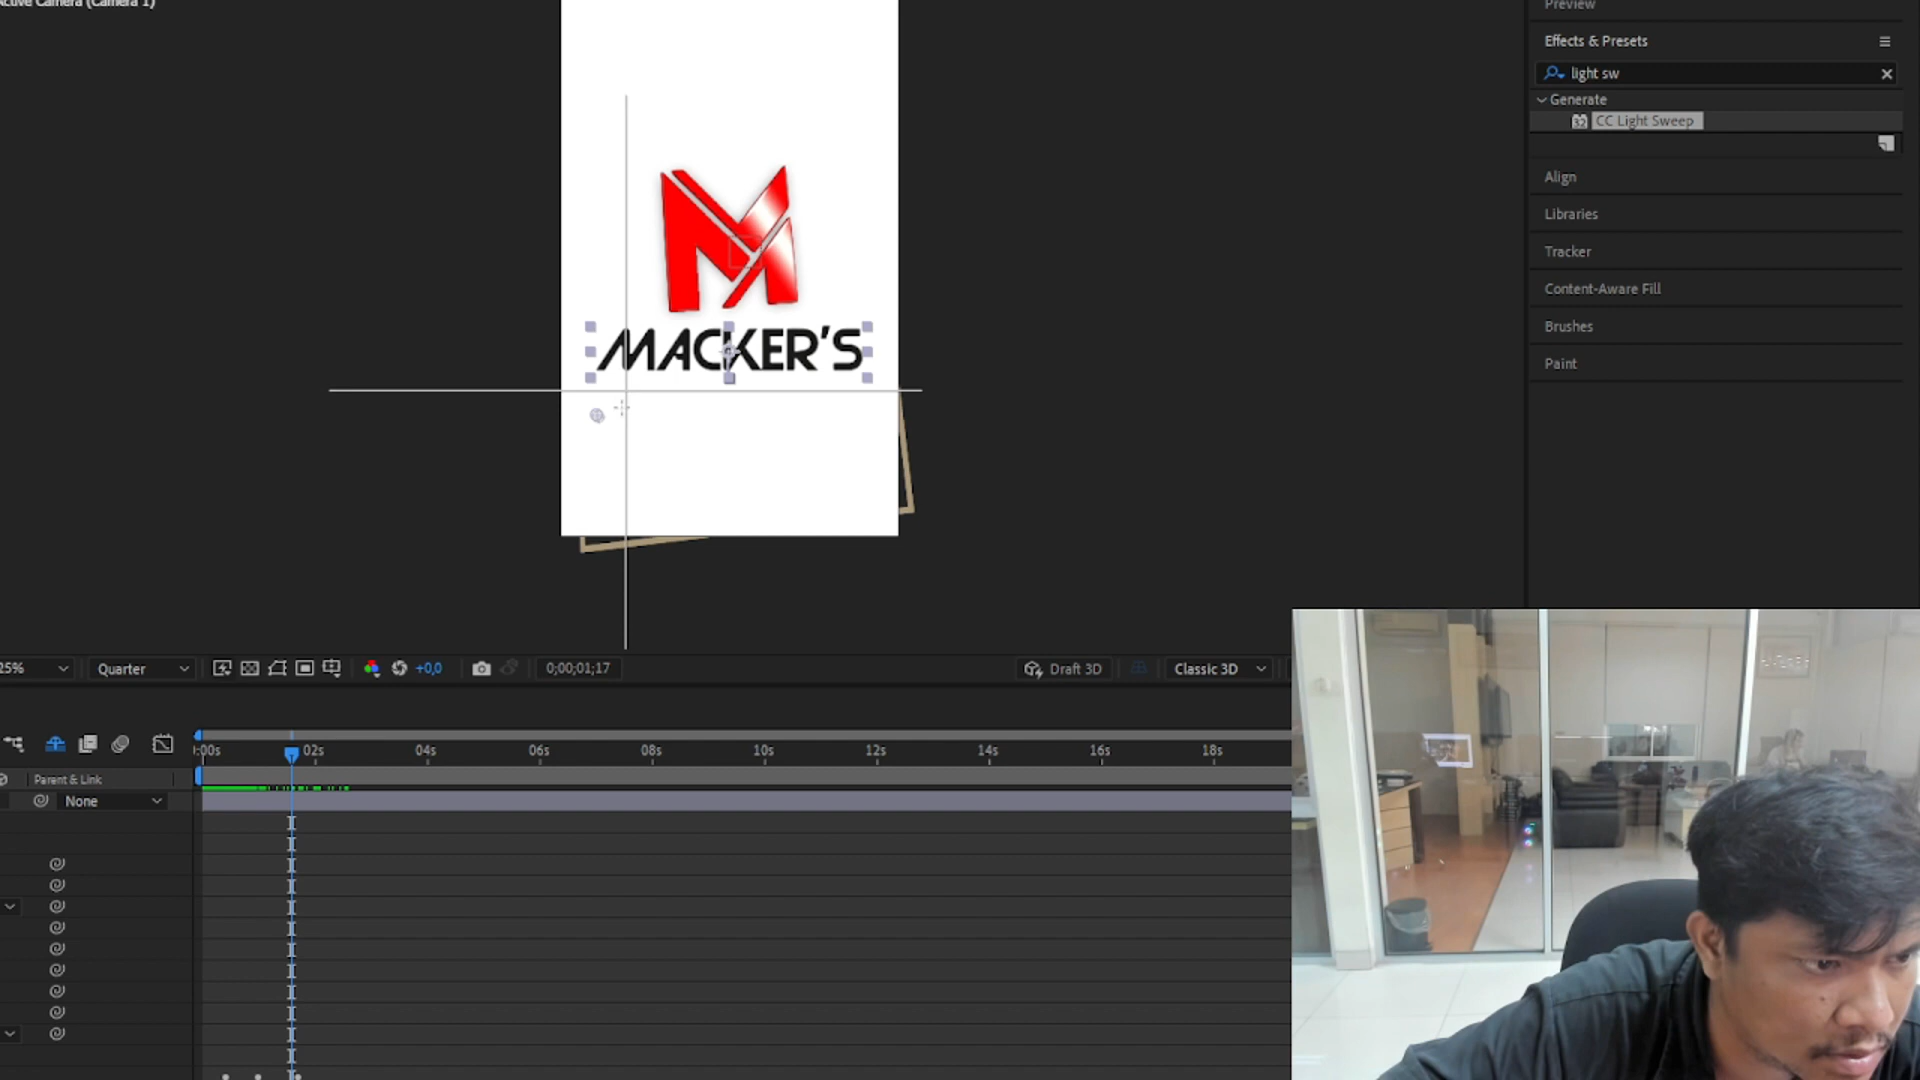 Active Camera (Camera 1)
Preview
Effects & Presets
light sw
Generate
32 CC Light Sweep
Align
Libraries
Tracker
Content-Aware Fill
Brushes
Paint
MACKER'S
25%
Quarter
+0,0
0;00;01;17
Draft 3D
Classic 3D
:00s 02s 04s 06s 08s 10s 12s 14s 16s 18s
Parent & Link
None